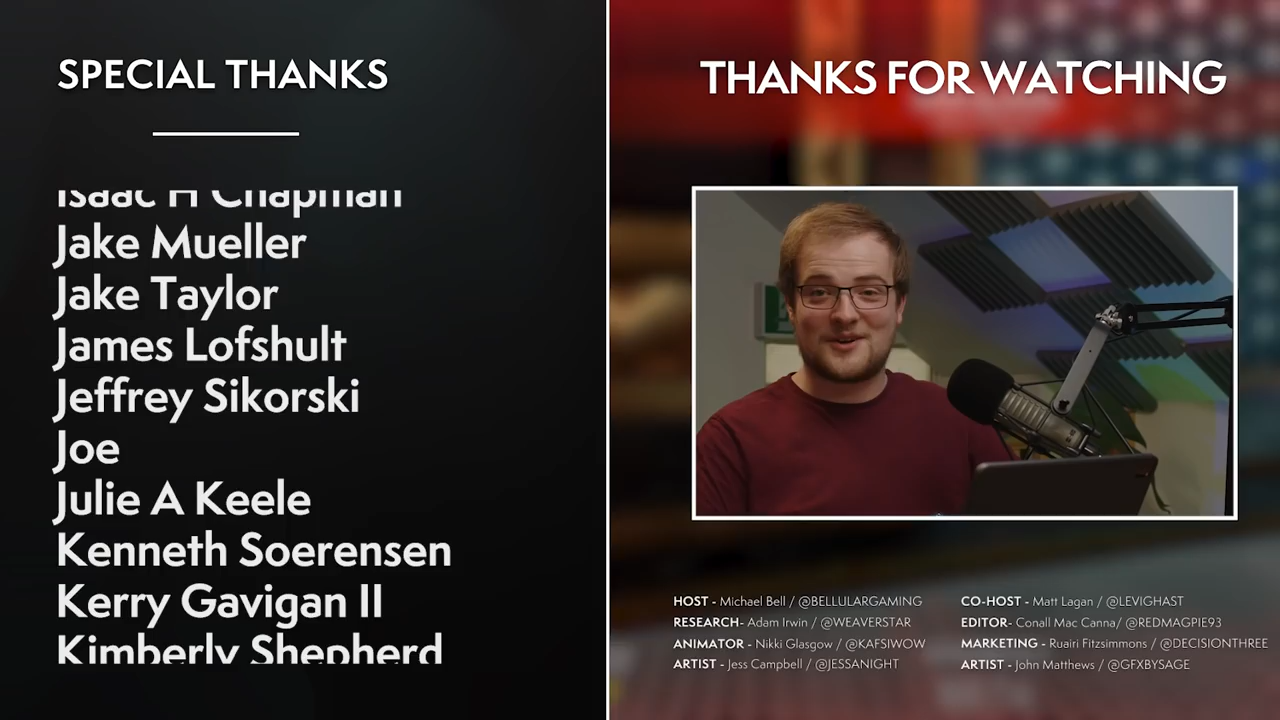 SPECIAL THANKS
Isaac H Chapman
Jake Mueller
Jake Taylor
James Lofshult
Jeffrey Sikorski
Joe
Julie A Keele
Kenneth Soerensen
Kerry Gavigan II
Kimberly Shepherd
THANKS FOR WATCHING
HOST - Michael Bell / @BELLULARGAMING
RESEARCH- Adam Irwin / @WEAVERSTAR
ANIMATOR - Nikki Glasgow / @KAFSIWOW
ARTIST - Jess Campbell / @JESSANIGHT
CO-HOST - Matt Lagan / @LEVIGHAST
EDITOR- Conall Mac Canna/ @REDMAGPIE93
MARKETING - Ruairi Fitzsimmons / @DECISIONTHREE
ARTIST - John Matthews / @GFXBYSAGE